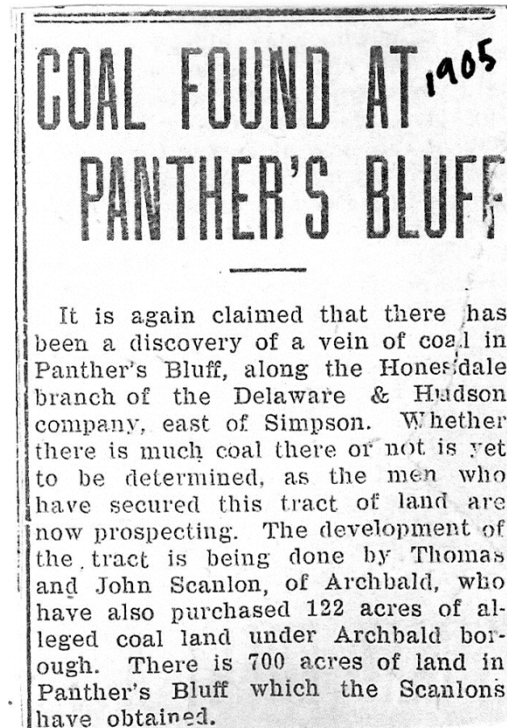 COAL FOUND AT 1905
PANTHER'S BLUFF
It is again claimed that there has
been a discovery of a vein of coal in
Panther's Bluff, along the Honesdale
branch of the Delaware & Hudson
company, east of Simpson. Whether
there is much coal there or not is yet
to be determined, as the men who
have secured this tract of land are
now prospecting. The development of
the tract is being done by Thomas
and John Scanlon, of Archbald, who
have also purchased 122 acres of al-
leged coal land under Archbald bor-
ough. There is 700 acres of land in
Panther's Bluff which the Scanlons
have obtained.